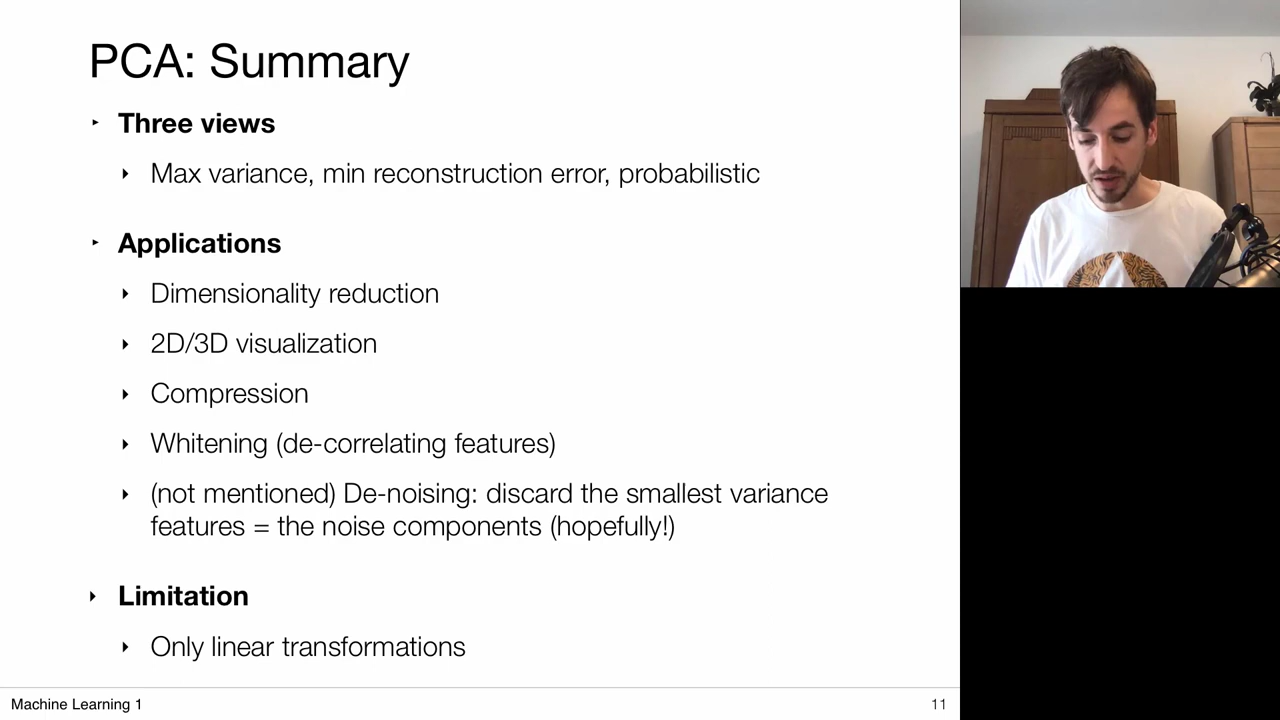 PCA: Summary
Three views
Max variance, min reconstruction error, probabilistic
Applications
Dimensionality reduction
2D/3D visualization
Compression
Whitening (de-correlating features)
(not mentioned) De-noising: discard the smallest variance
features = the noise components (hopefully!)
Limitation
Only linear transformations
Machine Learning 1
11